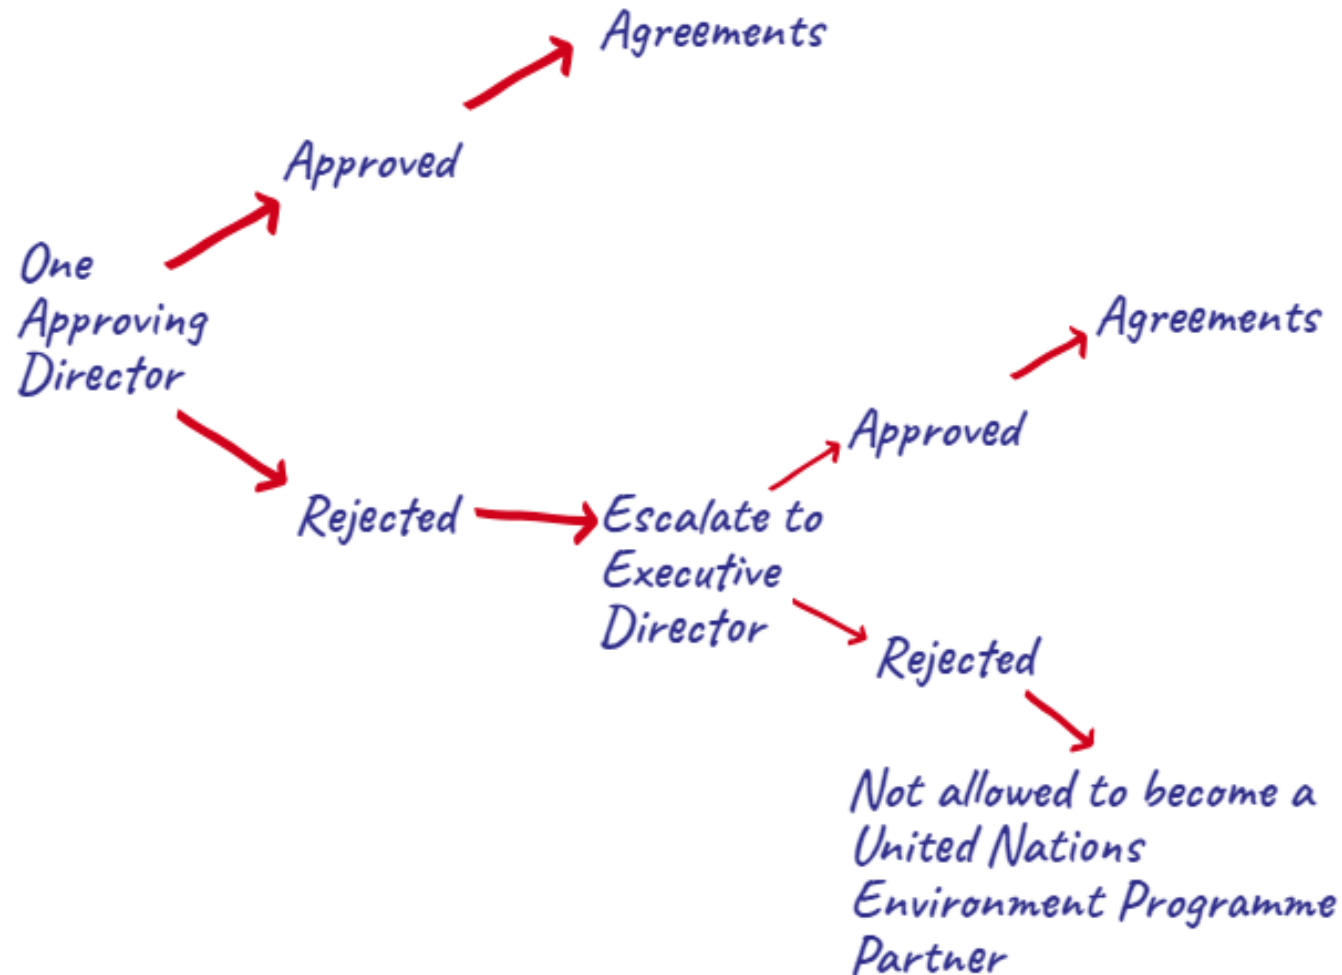 Agreements
Approved
One
Approving
Director
Agreements
Approved
Rejected
Escalate to
Executive
Director
Rejected
Not allowed to become a
United Nations
Environment Programme
Partner